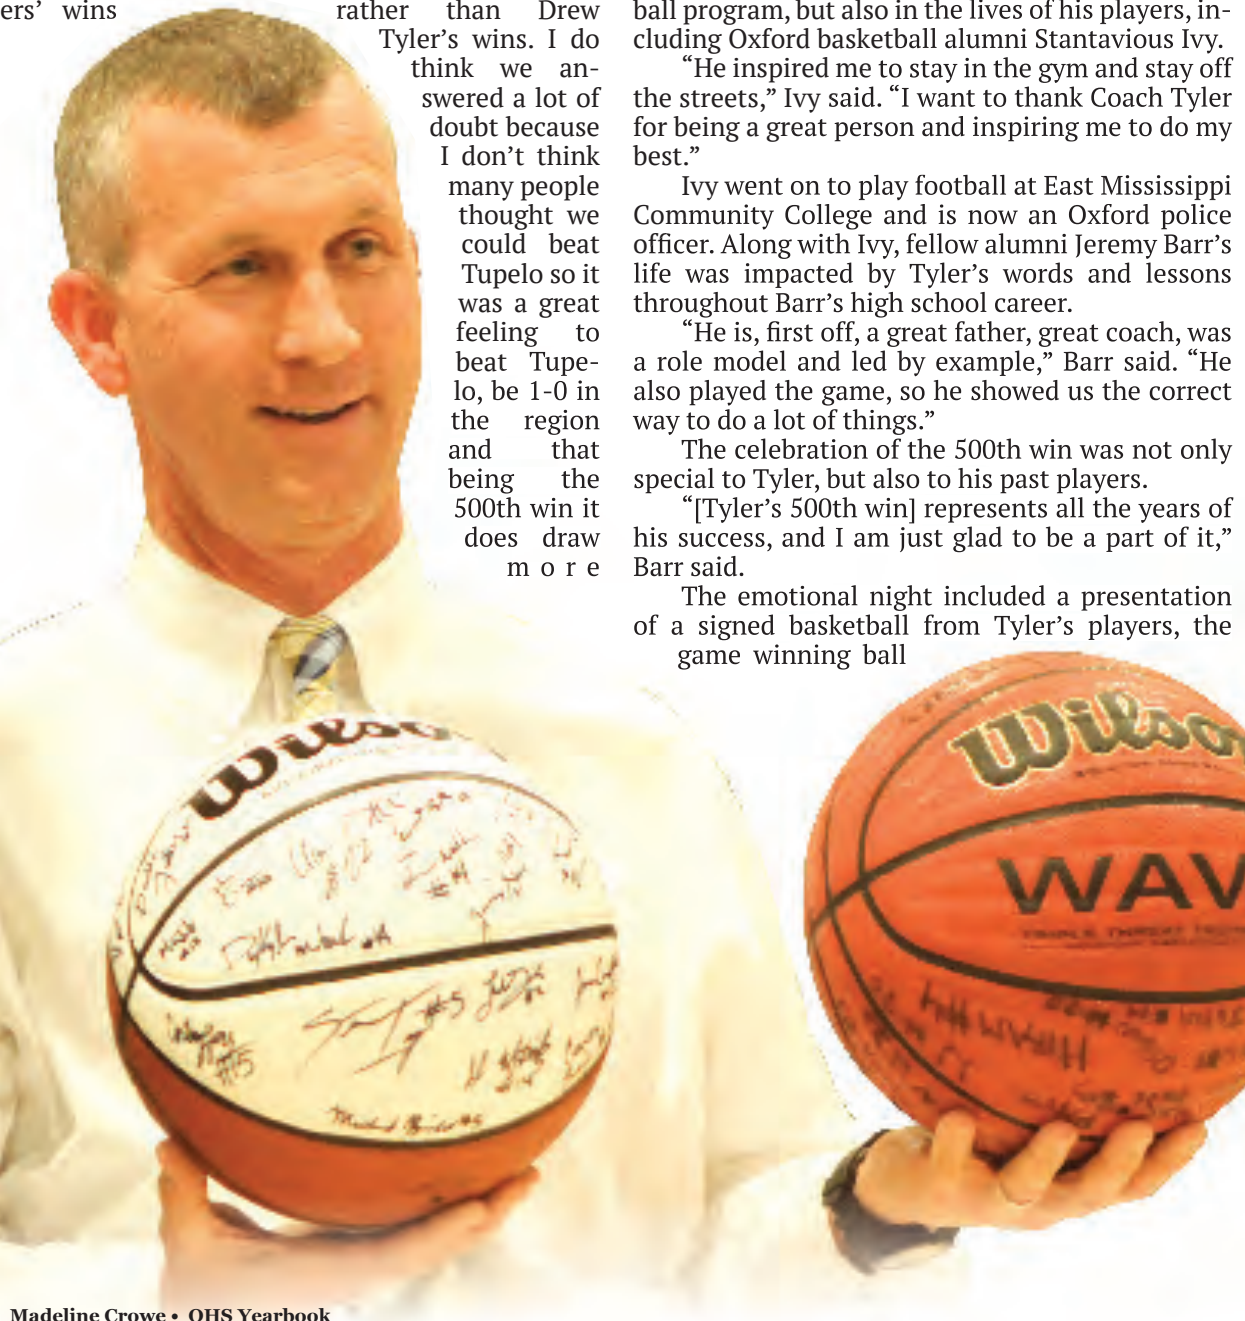 ers' wins
rather than Drew
Tyler’s wins. I do
think we an-
swered a lot of
doubt because
I don’t think
many people
thought we
could beat
Tupelo so it
was a great
feeling to
beat Tupe-
lo, be 1-0 in
the region
and that
being the
500th win it
does draw
more
ball program, but also in the lives of his players, in-
cluding Oxford basketball alumni Stantavious Ivy.
“He inspired me to stay in the gym and stay off
the streets,” Ivy said. “I want to thank Coach Tyler
for being a great person and inspiring me to do my
best.”
Ivy went on to play football at East Mississippi
Community College and is now an Oxford police
officer. Along with Ivy, fellow alumni Jeremy Barr’s
life was impacted by Tyler’s words and lessons
throughout Barr’s high school career.
“He is, first off, a great father, great coach, was
a role model and led by example,” Barr said. “He
also played the game, so he showed us the correct
way to do a lot of things.”
The celebration of the 500th win was not only
special to Tyler, but also to his past players.
“[Tyler’s 500th win] represents all the years of
his success, and I am just glad to be a part of it,”
Barr said.
The emotional night included a presentation
of a signed basketball from Tyler’s players, the
game winning ball
Wilso
Wilso
WAV
HIRAM #4
#5
#5
Madeline Crowe • OHS Yearbook